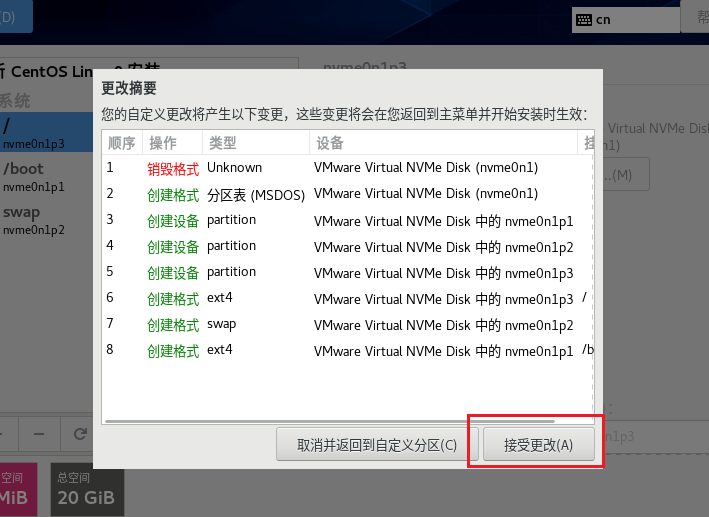 (D)
cn
帮
CentOS Lin
更改摘要
您的自定义更改将产生以下变更，这些变更将会在您返回到主菜单并开始安装时生效：
系统
/
nvme0n1p3
/boot
nvme0n1p1
swap
nvme0n1p2
顺序 操作 类型 设备 挂
1 销毁格式 Unknown VMware Virtual NVMe Disk (nvme0n1)
2 创建格式 分区表 (MSDOS) VMware Virtual NVMe Disk (nvme0n1)
3 创建设备 partition VMware Virtual NVMe Disk 中的 nvme0n1p1
4 创建设备 partition VMware Virtual NVMe Disk 中的 nvme0n1p2
5 创建设备 partition VMware Virtual NVMe Disk 中的 nvme0n1p3
6 创建格式 ext4 VMware Virtual NVMe Disk 中的 nvme0n1p3 /
7 创建格式 swap VMware Virtual NVMe Disk 中的 nvme0n1p2
8 创建格式 ext4 VMware Virtual NVMe Disk 中的 nvme0n1p1 /b
Virtual NVMe Disk
...(M)
取消并返回到自定义分区(C)
接受更改(A)
0n1p3
空间
MiB
总空间
20 GiB